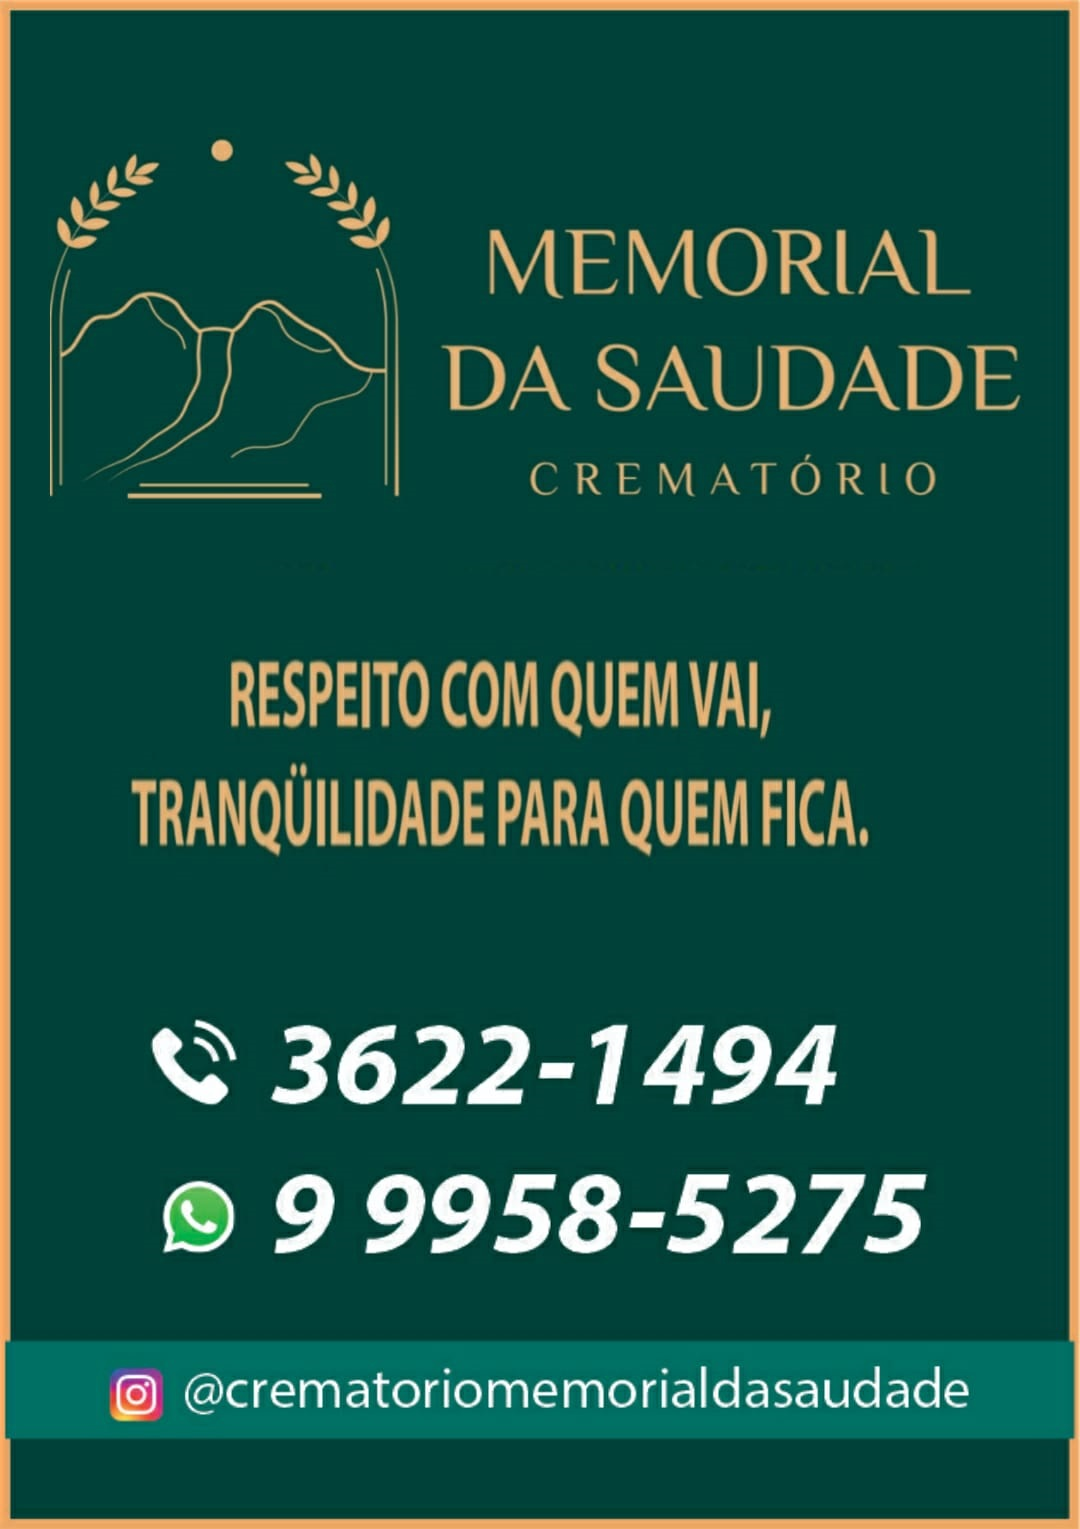 MEMORIAL
DA SAUDADE
CREMATÓRIO
RESPEITO COM QUEM VAI,
TRANQÜILIDADE PARA QUEM FICA.
3622-1494
9 9958-5275
@crematoriomemorialdasaudade